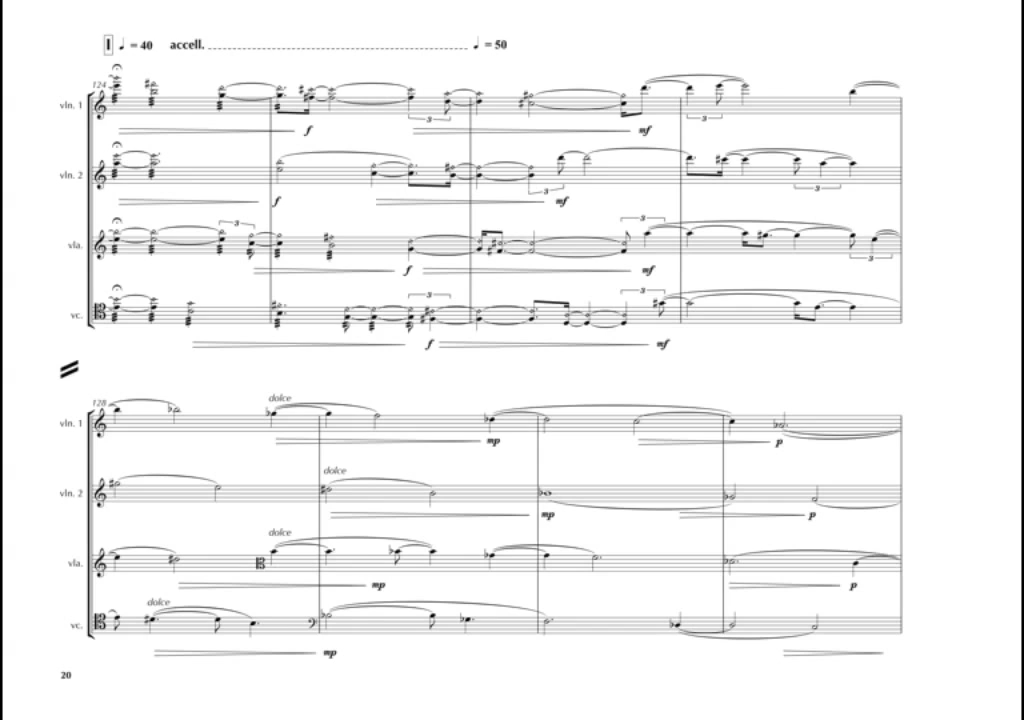 I ♩ = 40 accell. ♩ = 50
124
vln. 1
3
3
f
mf
vln. 2
3
3
f
mf
3
3
vla.
3
f
mf
3
3
vc.
f
mf
128
dolce
vln. 1
mp
p
dolce
vln. 2
mp
p
dolce
vla.
mp
p
dolce
vc.
mp
20